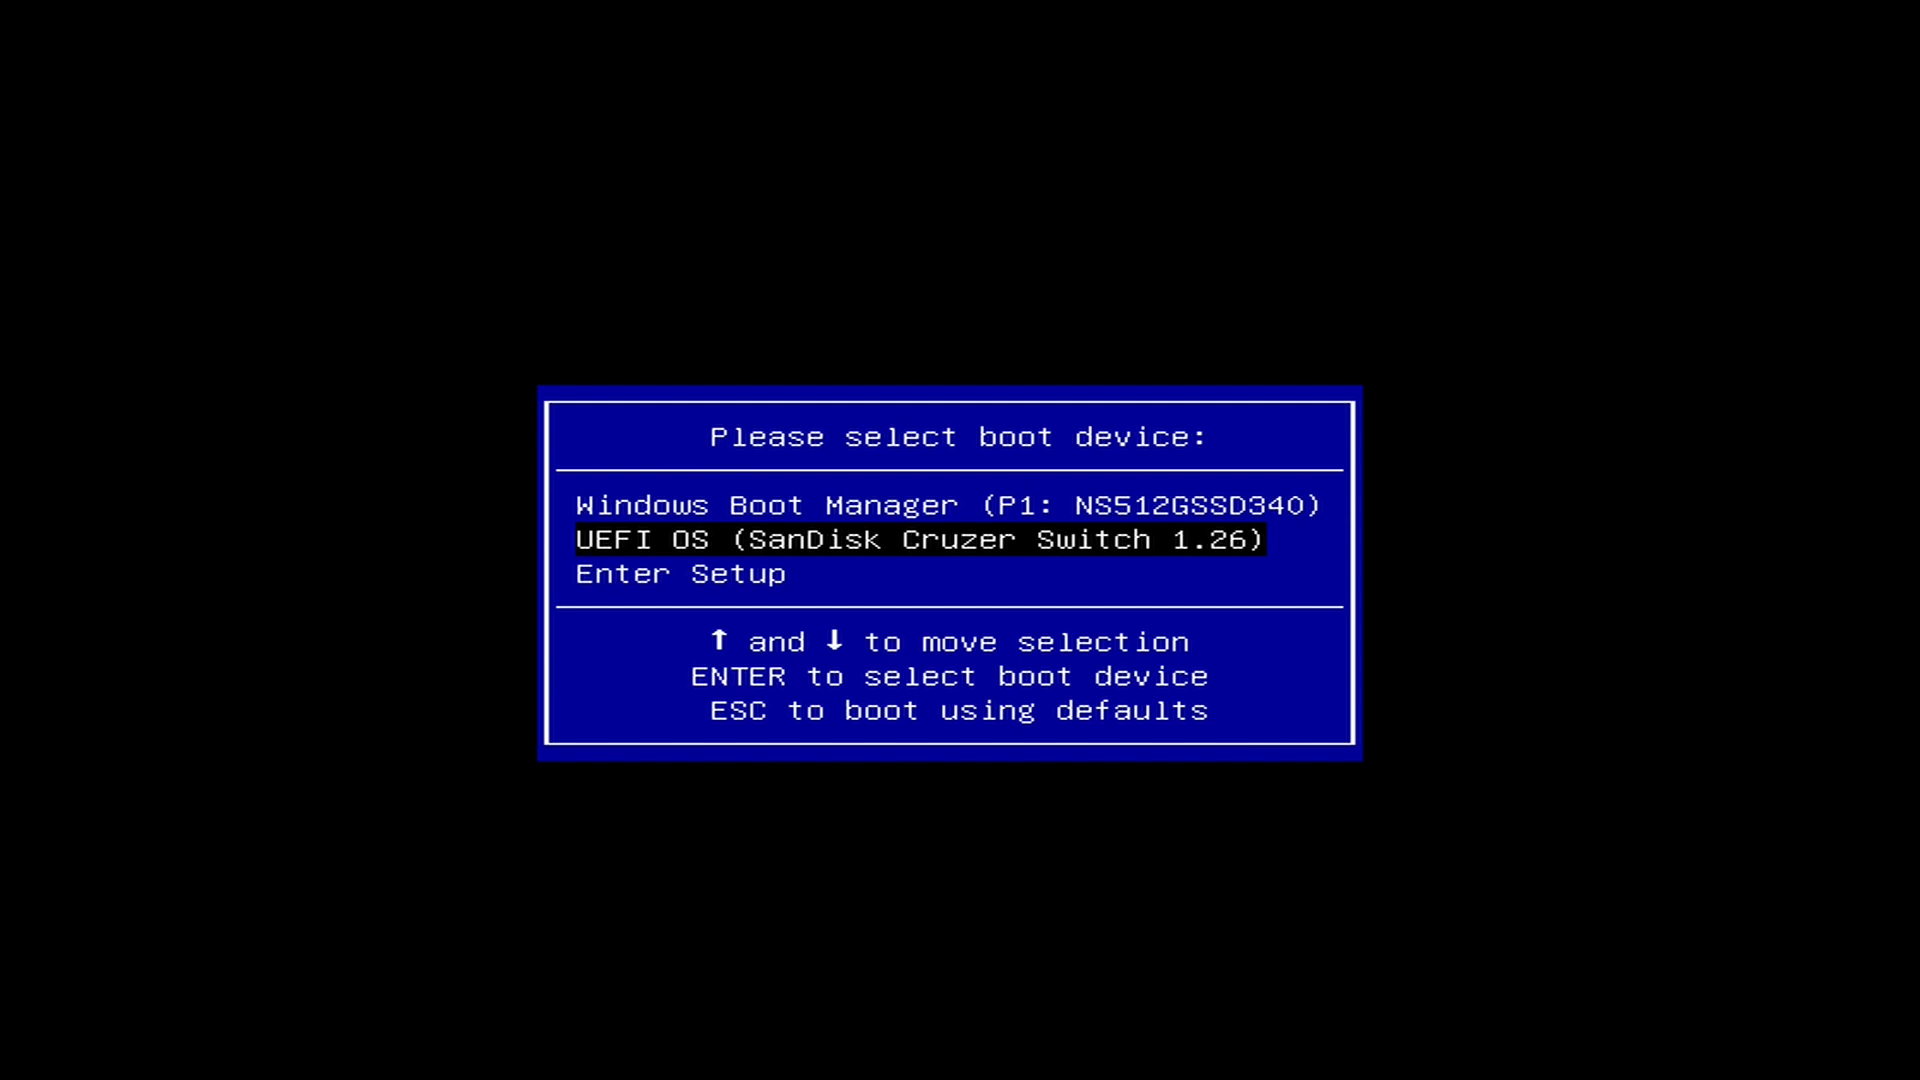 Please select boot device:
Windows Boot Manager (P1: NS512GSSD340)
UEFI OS (SanDisk Cruzer Switch 1.26)
Enter Setup
↑ and ↓ to move selection
ENTER to select boot device
ESC to boot using defaults